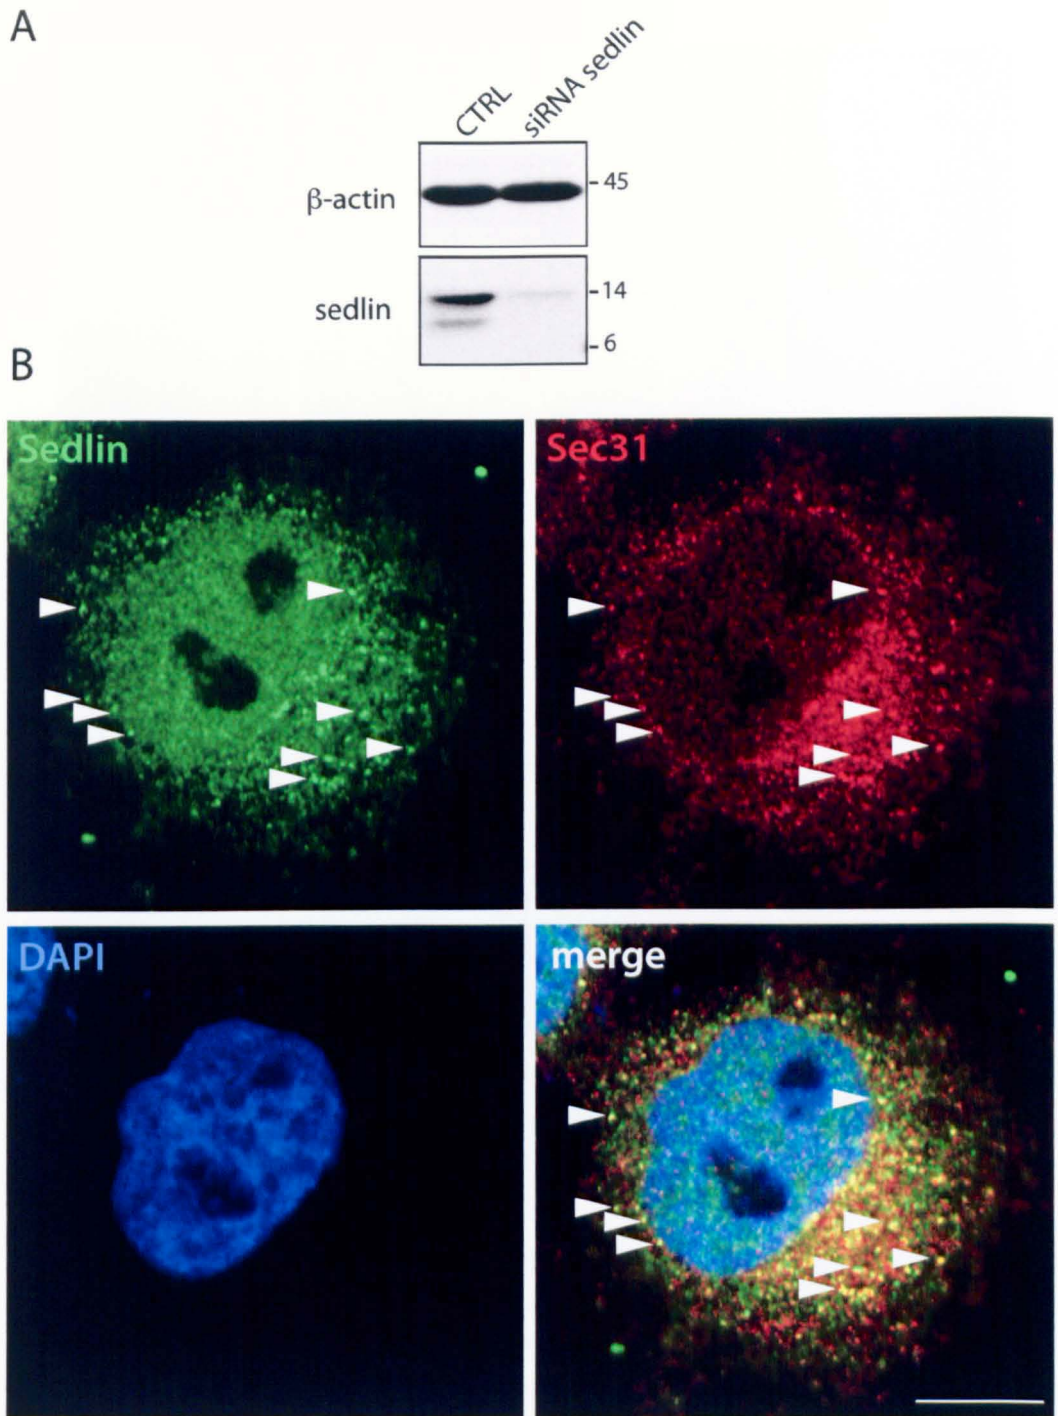 A
CTRL
siRNA sedlin
β-actin
45
sedlin
14
6
B
Sedlin
Sec31
DAPI
merge